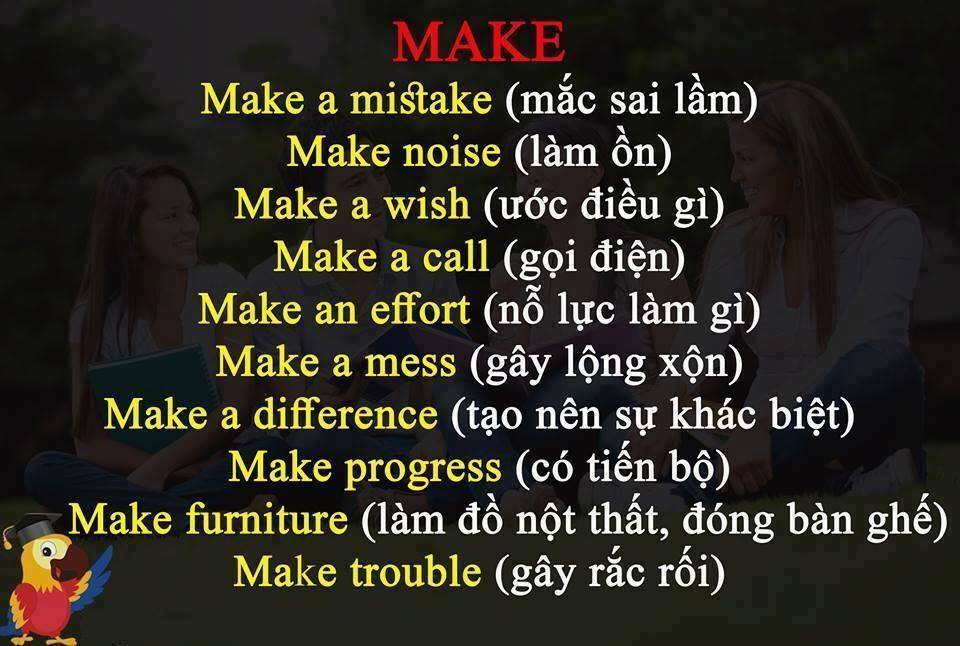 MAKE
Make a mistake (mắc sai lầm)
Make noise (làm ồn)
Make a wish (ước điều gì)
Make a call (gọi điện)
Make an effort (nỗ lực làm gì)
Make a mess (gây lộng xộn)
Make a difference (tạo nên sự khác biệt)
Make progress (có tiến bộ)
Make furniture (làm đồ nột thất, đóng bàn ghế)
Make trouble (gây rắc rối)